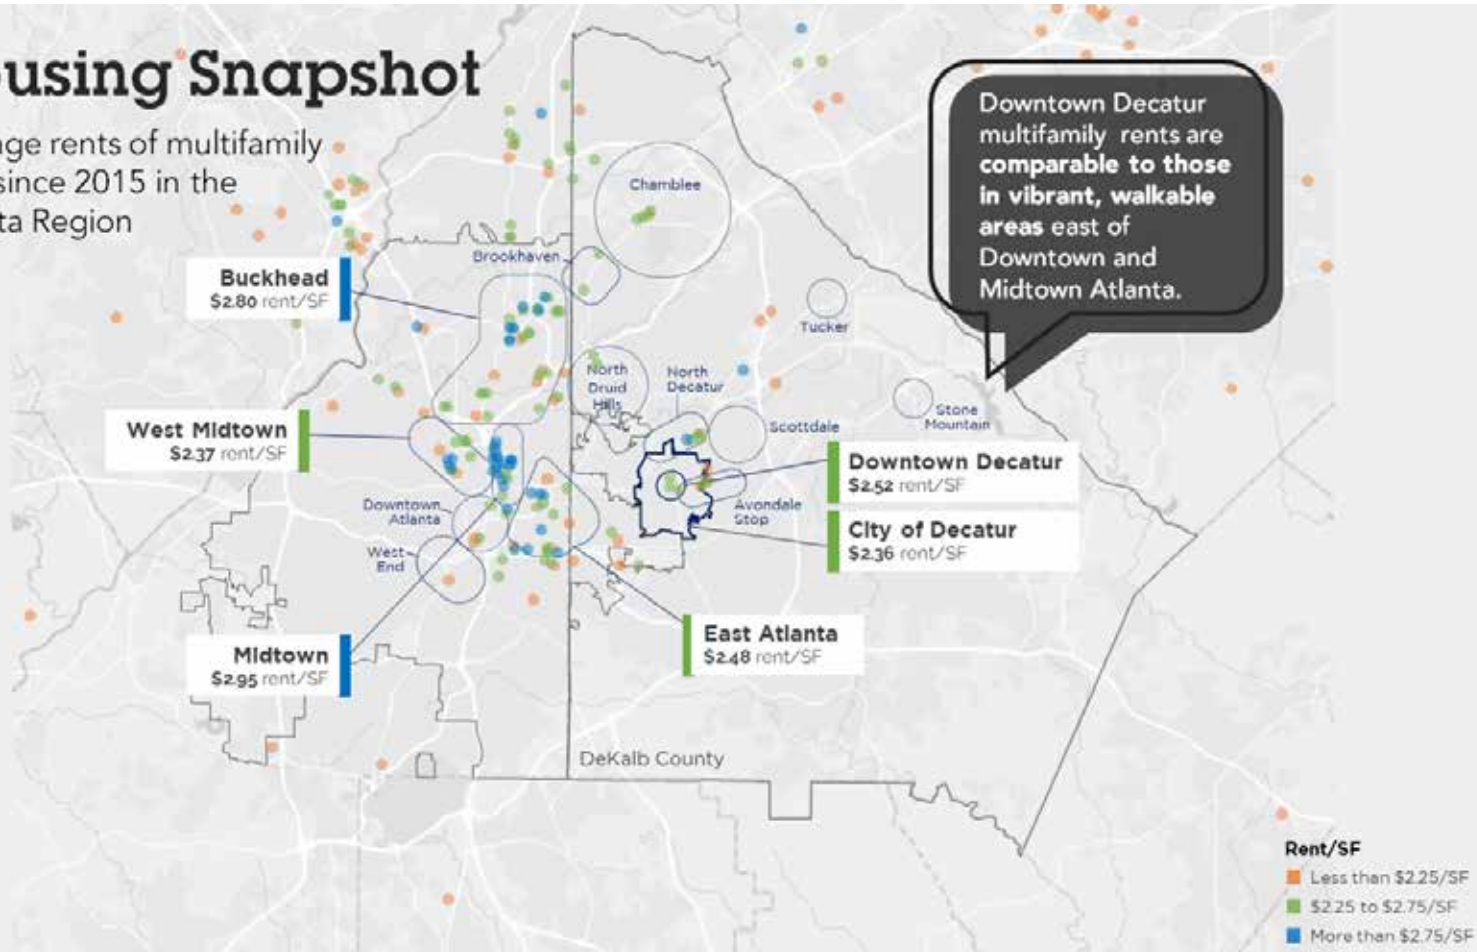 using Snapshot
ge rents of multifamily
since 2015 in the
ta Region
Downtown Decatur
multifamily rents are
comparable to those
in vibrant, walkable
areas east of
Downtown and
Midtown Atlanta.
Chamblee
Brookhaven
Buckhead
$2.80 rent/SF
Tucker
North
Druid
Hills
North
Decatur
Stone
Mountain
Scottdale
West Midtown
$2.37 rent/SF
Downtown Decatur
$2.52 rent/SF
Downtown
Atlanta
Avondale
Stop
City of Decatur
$2.36 rent/SF
West
End
East Atlanta
$2.48 rent/SF
Midtown
$2.95 rent/SF
DeKalb County
Rent/SF
Less than $2.25/SF
$2.25 to $2.75/SF
More than $2.75/SF